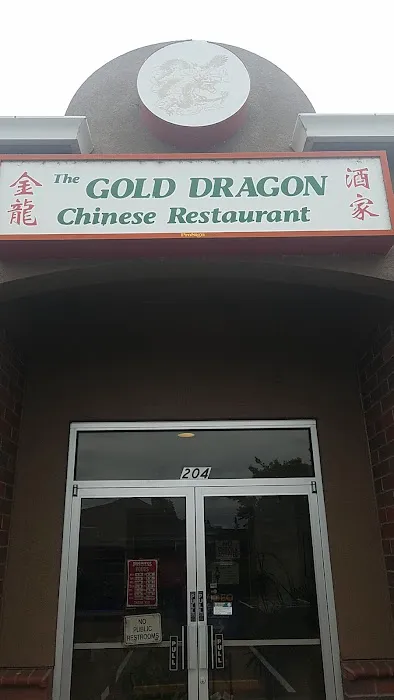 金龍
The GOLD DRAGON
Chinese Restaurant
酒家
204
NO
PUBLIC
RESTROOMS
PULL
PULL